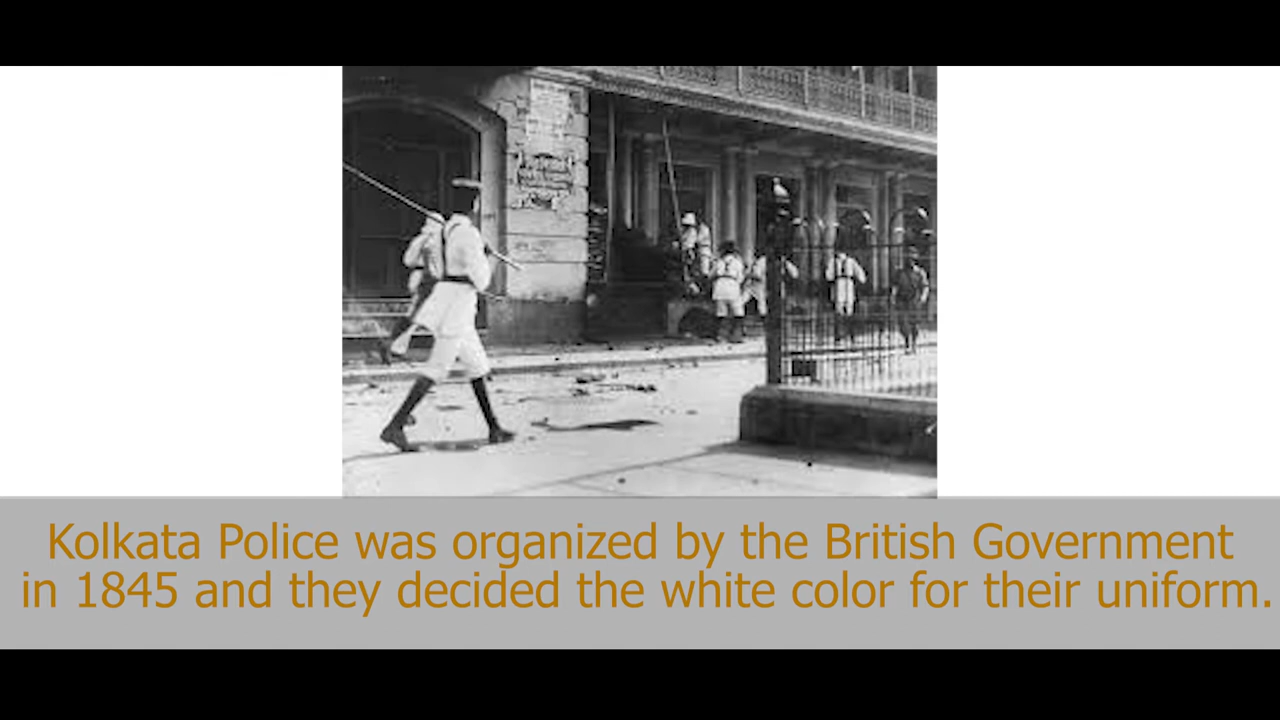 Kolkata Police was organized by the British Government
in 1845 and they decided the white color for their uniform.